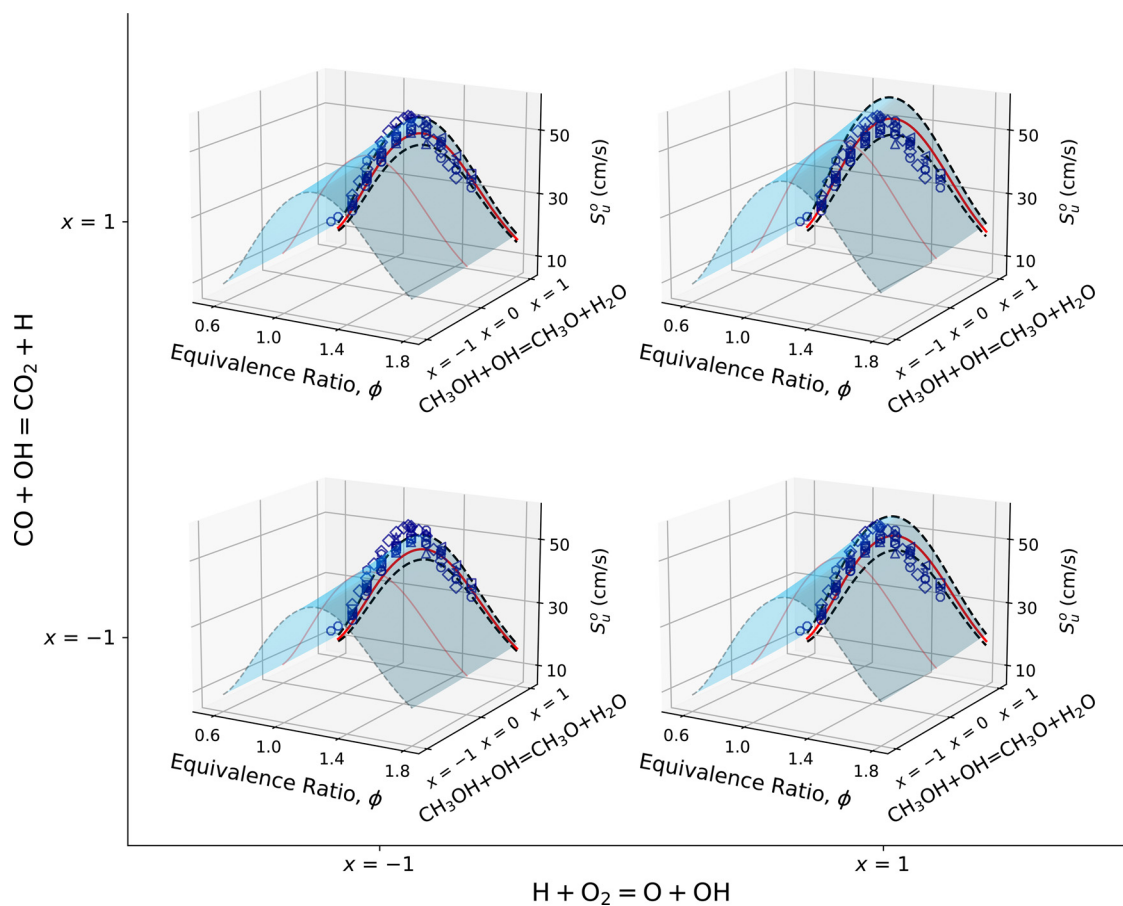 50
30
10
S_u^o (cm/s)
0.6
1.0
1.4
1.8
Equivalence Ratio, ϕ
x = −1
x = 0
x = 1
CH₃OH+OH=CH₃O+H₂O
50
30
10
S_u^o (cm/s)
0.6
1.0
1.4
1.8
Equivalence Ratio, ϕ
x = −1
x = 0
x = 1
CH₃OH+OH=CH₃O+H₂O
x = 1
CO + OH = CO₂ + H
50
30
10
S_u^o (cm/s)
0.6
1.0
1.4
1.8
Equivalence Ratio, ϕ
x = −1
x = 0
x = 1
CH₃OH+OH=CH₃O+H₂O
50
30
10
S_u^o (cm/s)
0.6
1.0
1.4
1.8
Equivalence Ratio, ϕ
x = −1
x = 0
x = 1
CH₃OH+OH=CH₃O+H₂O
x = −1
x = −1
x = 1
H + O₂ = O + OH